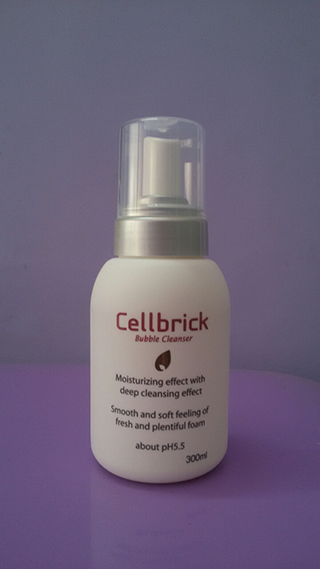 Cellbrick
Bubble Cleanser
Moisturizing effect with
deep cleansing effect
Smooth and soft feeling of
fresh and plentiful foam
about pH5.5
300ml